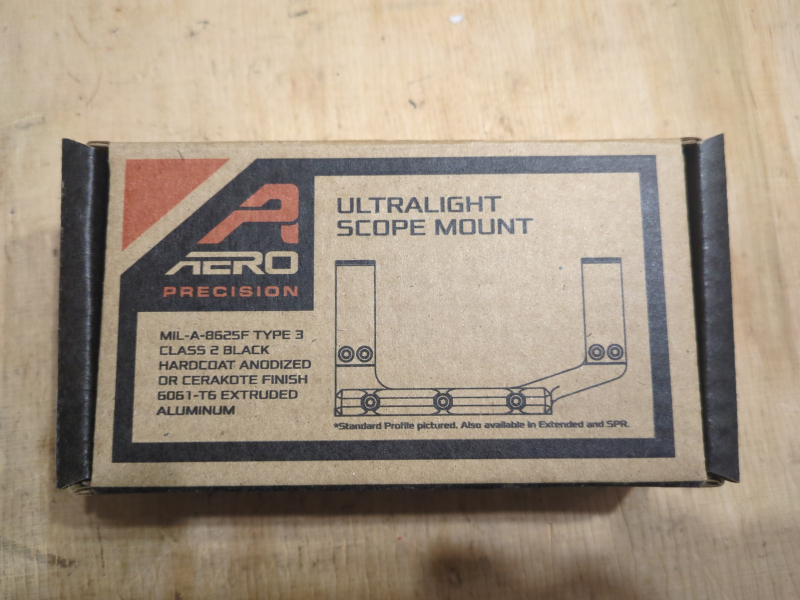 AERO
PRECISION
ULTRALIGHT
SCOPE MOUNT
MIL-A-8625F TYPE 3
CLASS 2 BLACK
HARDCOAT ANODIZED
OR CERAKOTE FINISH
6061-T6 EXTRUDED
ALUMINUM
*Standard Profile pictured. Also available in Extended and SPR.